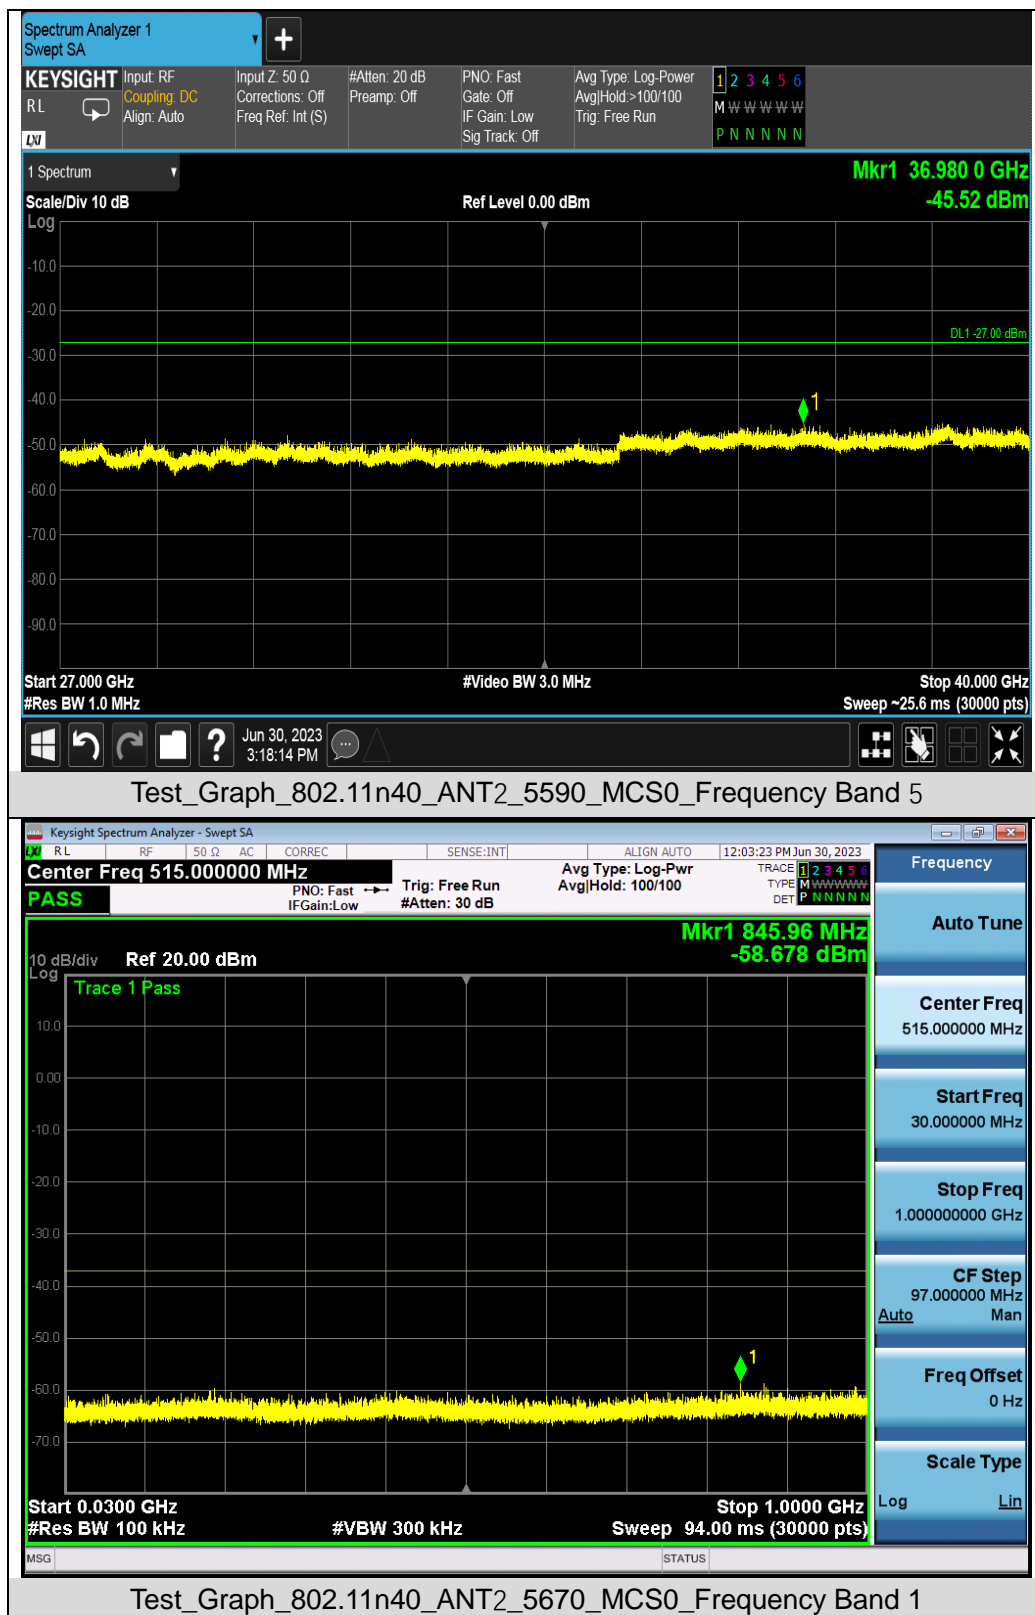 Spectrum Analyzer 1
Swept SA
KEYSIGHT
RL
LXI
Input: RF
Coupling: DC
Align: Auto
Input Z: 50 Ω
Corrections: Off
Freq Ref: Int (S)
#Atten: 20 dB
Preamp: Off
PNO: Fast
Gate: Off
IF Gain: Low
Sig Track: Off
Avg Type: Log-Power
Avg|Hold:>100/100
Trig: Free Run
1 2 3 4 5 6
M W W W W W
P N N N N N
1 Spectrum
Scale/Div 10 dB
Ref Level 0.00 dBm
Mkr1 36.980 0 GHz
-45.52 dBm
Log
-10.0
-20.0
DL1 -27.00 dBm
-30.0
-40.0
1
-50.0
-60.0
-70.0
-80.0
-90.0
Start 27.000 GHz
#Video BW 3.0 MHz
Stop 40.000 GHz
#Res BW 1.0 MHz
Sweep ~25.6 ms (30000 pts)
?
Jun 30, 2023
3:18:14 PM
Test_Graph_802.11n40_ANT2_5590_MCS0_Frequency Band 5
Keysight Spectrum Analyzer - Swept SA
LXI RL RF 50 Ω AC CORREC SENSE:INT ALIGN AUTO 12:03:23 PM Jun 30, 2023
Center Freq 515.000000 MHz
PASS
PNO: Fast
IFGain:Low
Trig: Free Run
#Atten: 30 dB
Avg Type: Log-Pwr
Avg|Hold: 100/100
TRACE 1 2 3 4 5 6
TYPE M W W W W W
DET P N N N N N
Mkr1 845.96 MHz
-58.678 dBm
10 dB/div Ref 20.00 dBm
Log
Trace 1 Pass
10.0
0.00
-10.0
-20.0
-30.0
-40.0
-50.0
1
-60.0
-70.0
Start 0.0300 GHz
Stop 1.0000 GHz
#Res BW 100 kHz
#VBW 300 kHz
Sweep 94.00 ms (30000 pts)
MSG
STATUS
Frequency
Auto Tune
Center Freq
515.000000 MHz
Start Freq
30.000000 MHz
Stop Freq
1.000000000 GHz
CF Step
97.000000 MHz
Auto Man
Freq Offset
0 Hz
Scale Type
Log Lin
Test_Graph_802.11n40_ANT2_5670_MCS0_Frequency Band 1